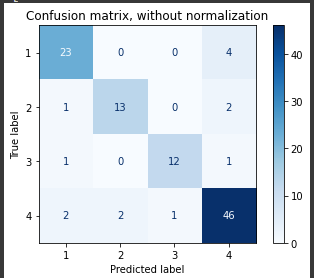 Confusion matrix, without normalization
1 23 0 0 4
2 1 13 0 2
3 1 0 12 1
4 2 2 1 46
1 2 3 4
True label
Predicted label
40
30
20
10
0